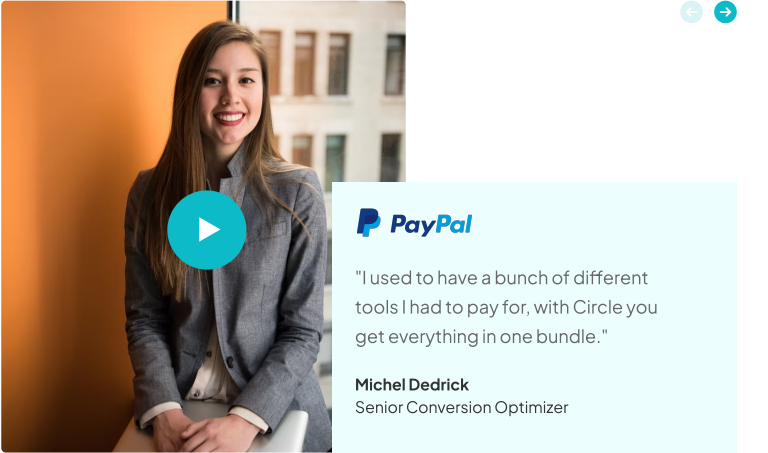 PayPal
"I used to have a bunch of different
tools I had to pay for, with Circle you
get everything in one bundle."
Michel Dedrick
Senior Conversion Optimizer